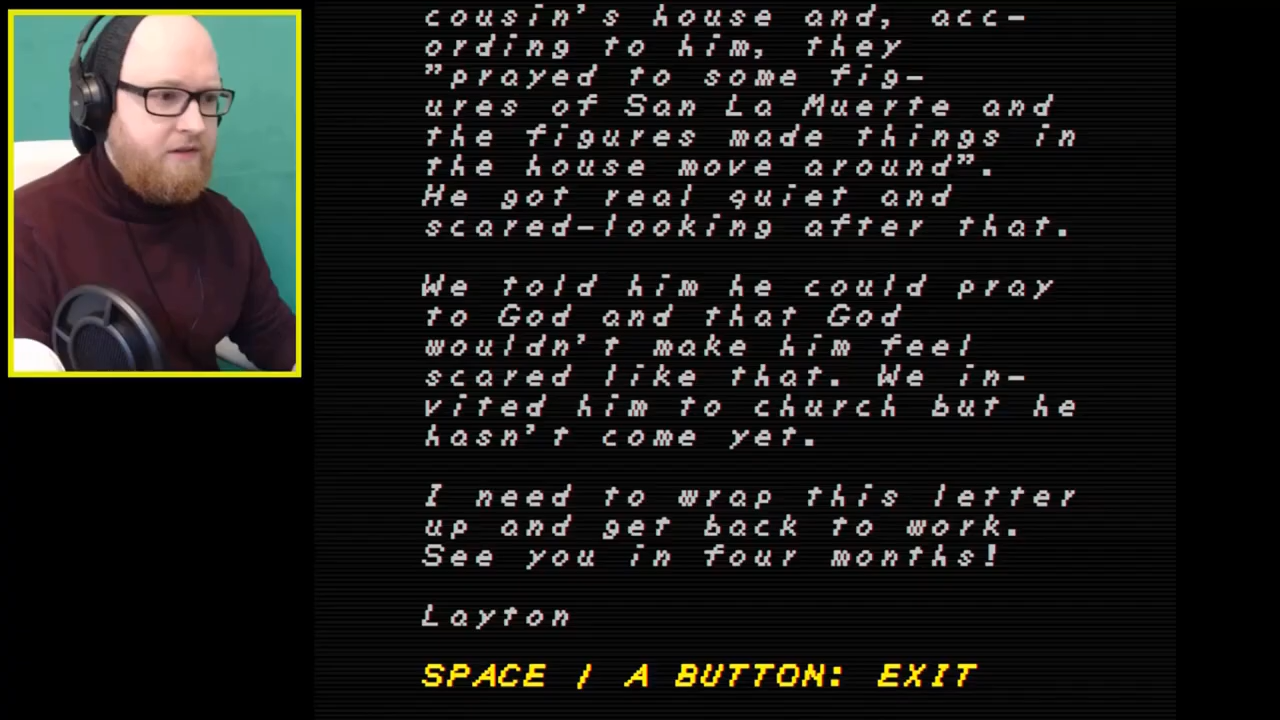 cousin's house and, acc-
ording to him, they
"prayed to some fig-
ures of San La Muerte and
the figures made things in
the house move around".
He got real quiet and
scared-looking after that.
We told him he could pray
to God and that God
wouldn't make him feel
scared like that. We in-
vited him to church but he
hasn't come yet.
I need to wrap this letter
up and get back to work.
See you in four months!
Layton
SPACE / A BUTTON: EXIT